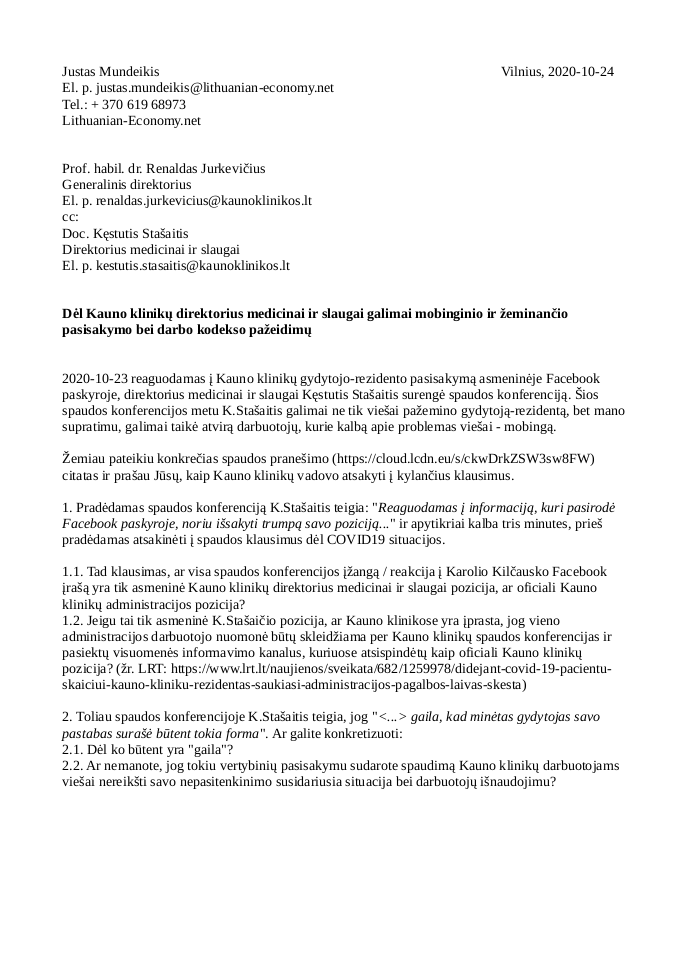 Justas Mundeikis Vilnius, 2020-10-24
El. p. justas.mundeikis@lithuanian-economy.net
Tel.: + 370 619 68973
Lithuanian-Economy.net
Prof. habil. dr. Renaldas Jurkevičius
Generalinis direktorius
El. p. renaldas.jurkevicius@kaunoklinikos.lt
cc:
Doc. Kęstutis Stašaitis
Direktorius medicinai ir slaugai
El. p. kestutis.stasaitis@kaunoklinikos.lt
Dėl Kauno klinikų direktorius medicinai ir slaugai galimai mobinginio ir žeminančio
pasisakymo bei darbo kodekso pažeidimų
2020-10-23 reaguodamas į Kauno klinikų gydytojo-rezidento pasisakymą asmeninėje Facebook
paskyroje, direktorius medicinai ir slaugai Kęstutis Stašaitis surengė spaudos konferenciją. Šios
spaudos konferencijos metu K.Stašaitis galimai ne tik viešai pažemino gydytoją-rezidentą, bet mano
supratimu, galimai taikė atvirą darbuotojų, kurie kalbą apie problemas viešai - mobingą.
Žemiau pateikiu konkrečias spaudos pranešimo (https://cloud.lcdn.eu/s/ckwDrkZSW3sw8FW)
citatas ir prašau Jūsų, kaip Kauno klinikų vadovo atsakyti į kylančius klausimus.
1. Pradėdamas spaudos konferenciją K.Stašaitis teigia: "Reaguodamas į informaciją, kuri pasirodė
Facebook paskyroje, noriu išsakyti trumpą savo poziciją..." ir apytikriai kalba tris minutes, prieš
pradėdamas atsakinėti į spaudos klausimus dėl COVID19 situacijos.
1.1. Tad klausimas, ar visa spaudos konferencijos įžangą / reakcija į Karolio Kilčausko Facebook
įrašą yra tik asmeninė Kauno klinikų direktorius medicinai ir slaugai pozicija, ar oficiali Kauno
klinikų administracijos pozicija?
1.2. Jeigu tai tik asmeninė K.Stašaičio pozicija, ar Kauno klinikose yra įprasta, jog vieno
administracijos darbuotojo nuomonė būtų skleidžiama per Kauno klinikų spaudos konferencijas ir
pasiektų visuomenės informavimo kanalus, kuriuose atsispindėtų kaip oficiali Kauno klinikų
pozicija? (žr. LRT: https://www.lrt.lt/naujienos/sveikata/682/1259978/didejant-covid-19-pacientu-
skaiciui-kauno-kliniku-rezidentas-saukiasi-administracijos-pagalbos-laivas-skesta)
2. Toliau spaudos konferencijoje K.Stašaitis teigia, jog "<...> gaila, kad minėtas gydytojas savo
pastabas surašė būtent tokia forma". Ar galite konkretizuoti:
2.1. Dėl ko būtent yra "gaila"?
2.2. Ar nemanote, jog tokiu vertybinių pasisakymu sudarote spaudimą Kauno klinikų darbuotojams
viešai nereikšti savo nepasitenkinimo susidariusia situacija bei darbuotojų išnaudojimu?